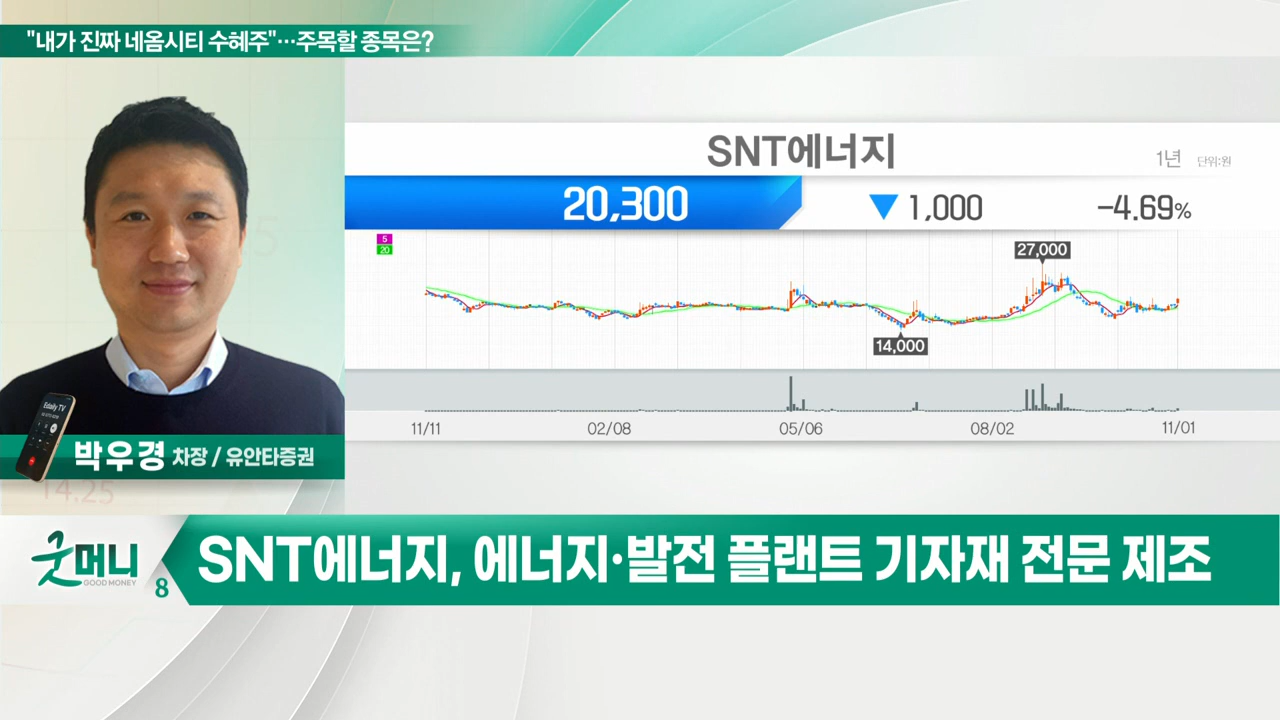 "내가 진짜 네옴시티 수혜주"…주목할 종목은?
SNT에너지
1년 단위:원
20,300 ▼ 1,000 -4.69%
5
20
27,000
14,000
11/11 02/08 05/06 08/02 11/01
Edaily TV
박우경 차장 / 유안타증권
14.25
굿머니
GOOD MONEY
8
SNT에너지, 에너지·발전 플랜트 기자재 전문 제조